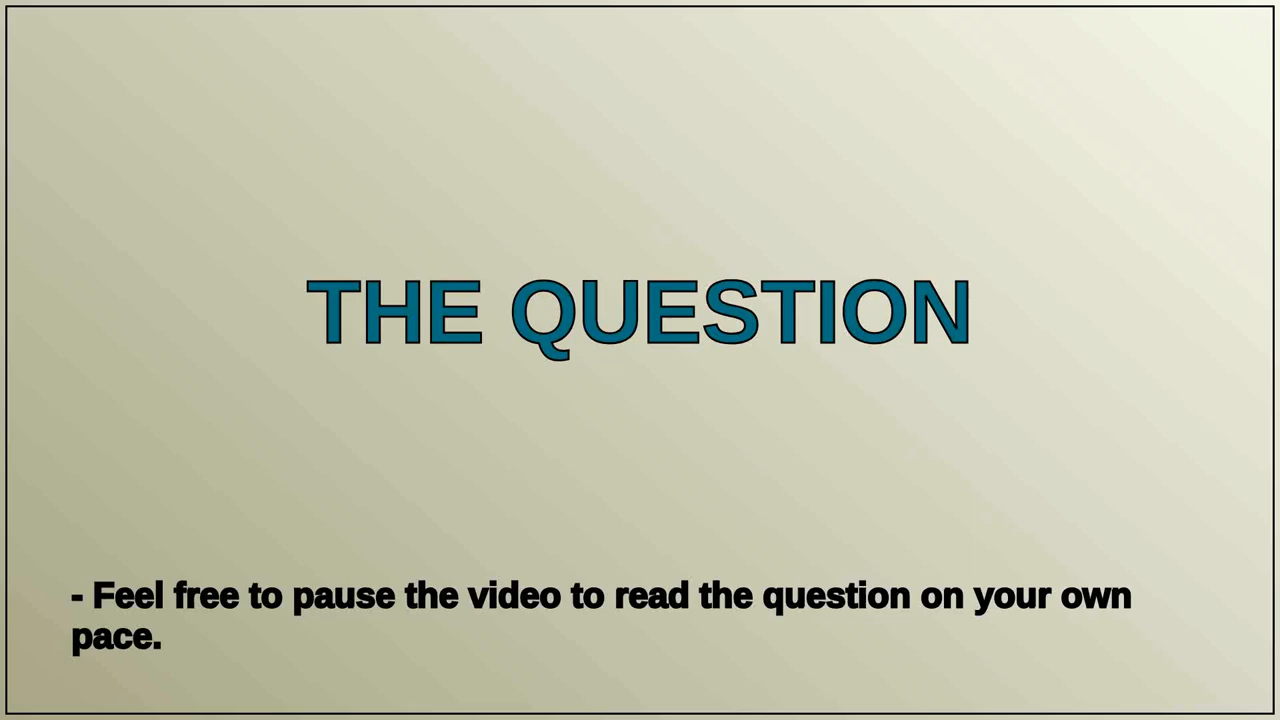 THE QUESTION
- Feel free to pause the video to read the question on your own
pace.